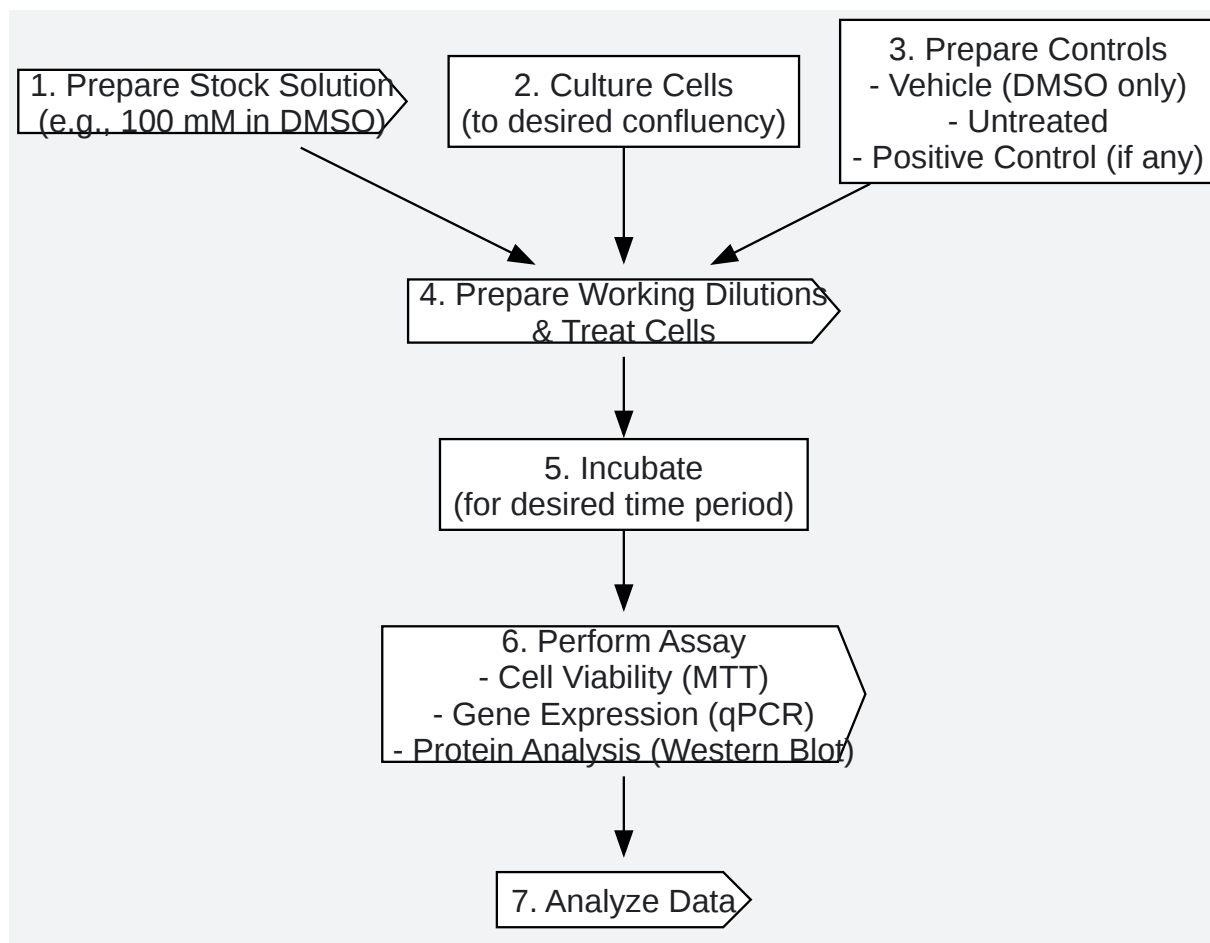 1. Prepare Stock Solution
(e.g., 100 mM in DMSO)
2. Culture Cells
(to desired confluency)
3. Prepare Controls
- Vehicle (DMSO only)
- Untreated
- Positive Control (if any)
4. Prepare Working Dilutions
& Treat Cells
5. Incubate
(for desired time period)
6. Perform Assay
- Cell Viability (MTT)
- Gene Expression (qPCR)
- Protein Analysis (Western Blot)
7. Analyze Data